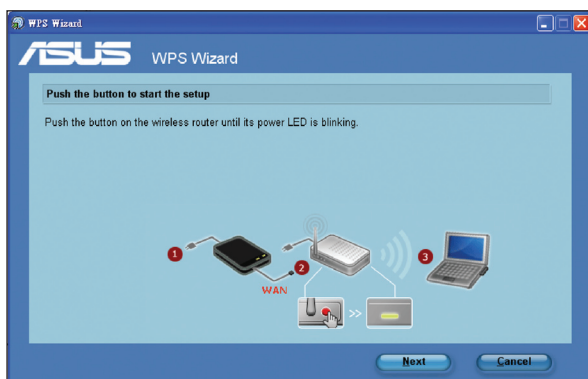 WPS Wizard
ASUS WPS Wizard
Push the button to start the setup
Push the button on the wireless router until its power LED is blinking.
1
2
3
WAN
>>
Next
Cancel